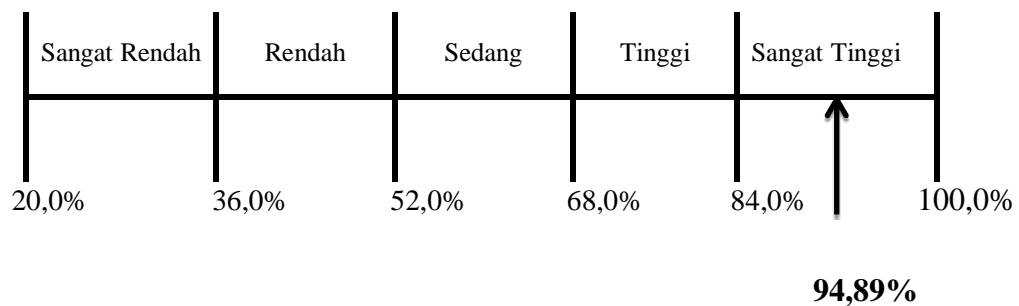 Sangat Rendah Rendah Sedang Tinggi Sangat Tinggi
20,0% 36,0% 52,0% 68,0% 84,0% 100,0%
94,89%